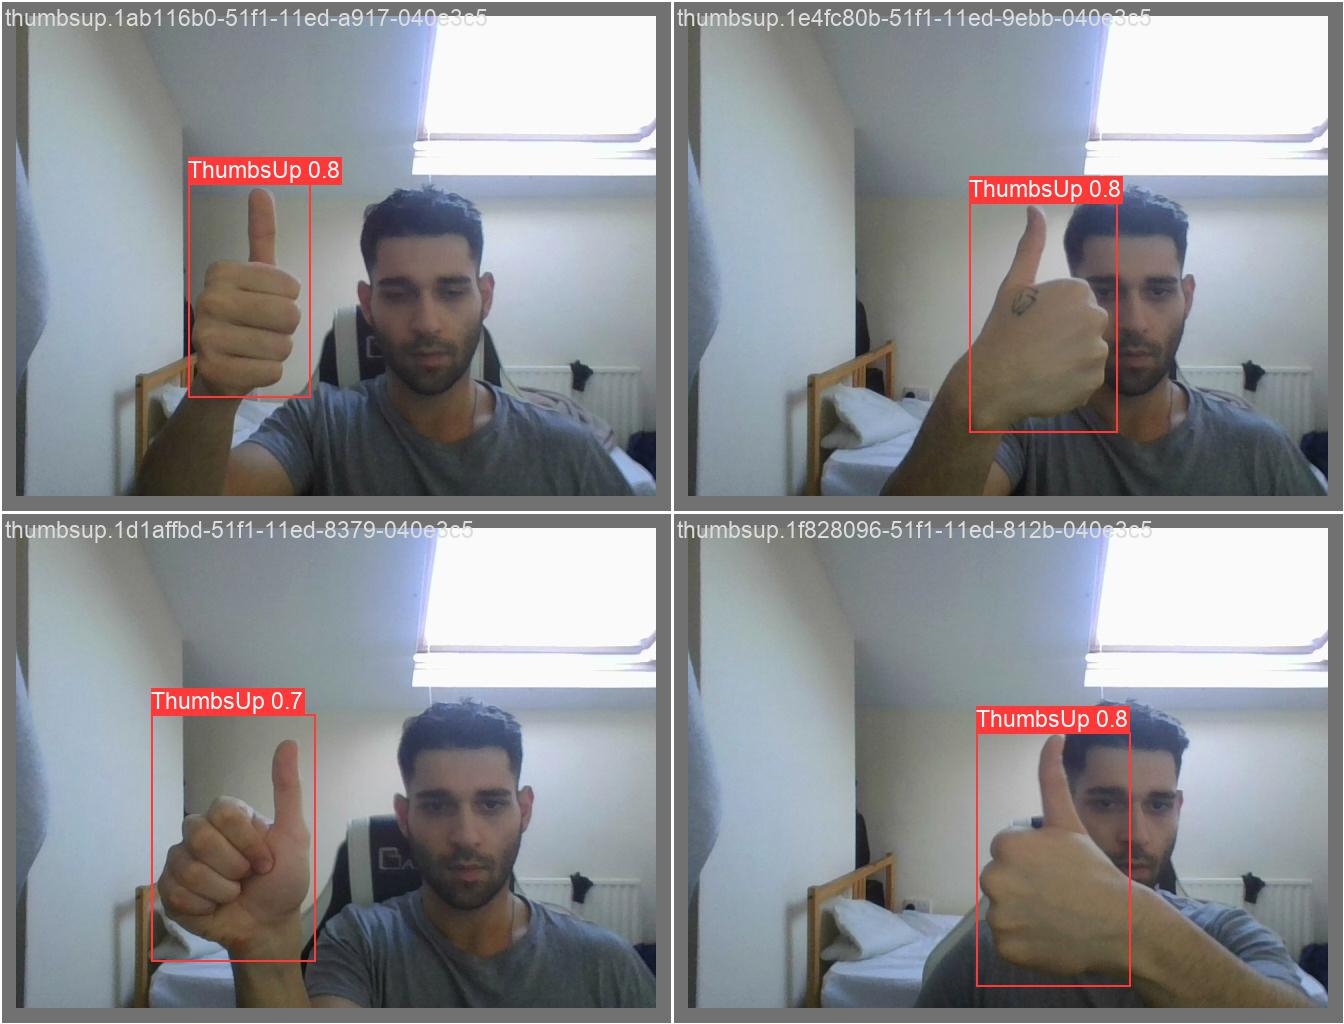 thumbsup.1ab116b0-51f1-11ed-a917-040e3c5
ThumbsUp 0.8
thumbsup.1e4fc80b-51f1-11ed-9ebb-040e3c5
ThumbsUp 0.8
thumbsup.1d1affbd-51f1-11ed-8379-040e3c5
ThumbsUp 0.7
thumbsup.1f828096-51f1-11ed-812b-040e3c5
ThumbsUp 0.8